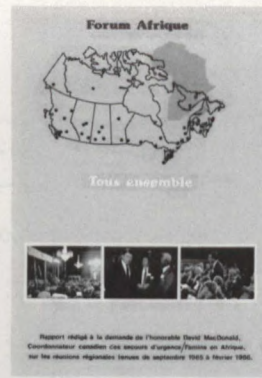 Forum Afrique
Tous ensemble
Rapport rédigé à la demande de l'honorable David MacDonald,
Coordonnateur canadien des secours d'urgence/famine en Afrique,
sur les réunions régionales tenues de septembre 1985 à février 1986.